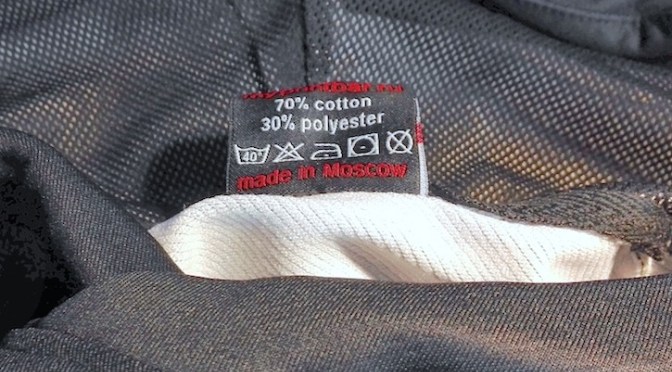 70% cotton
30% polyester
40°
made in Moscow